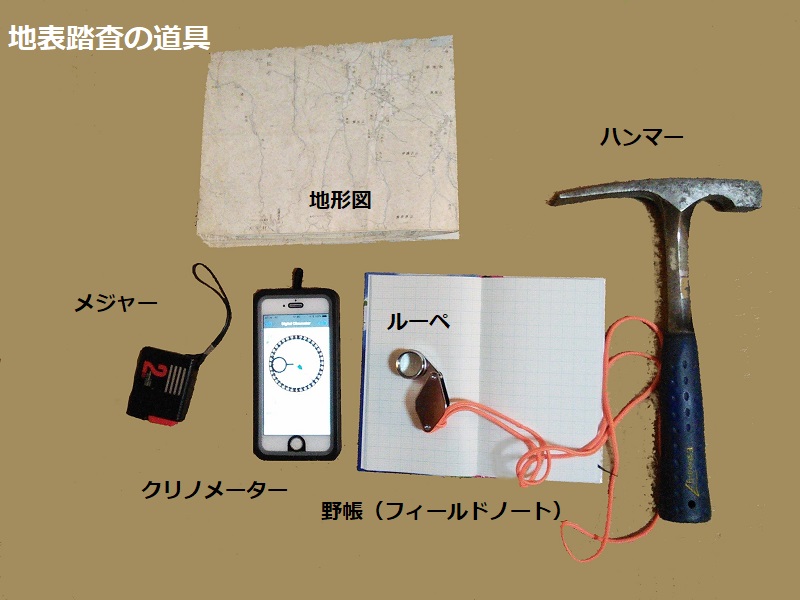 地表踏査の道具
ハンマー
地形図
メジャー
ルーペ
クリノメーター
野帳（フィールドノート）
2